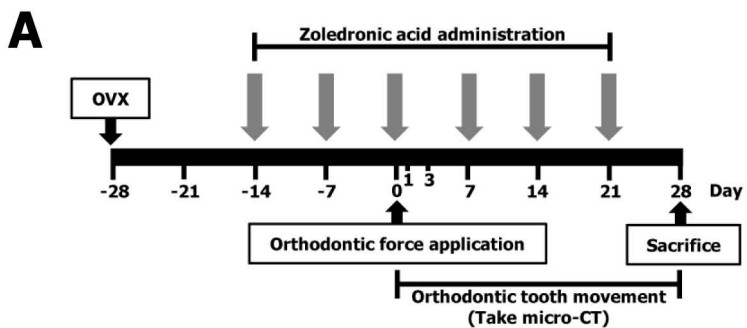 A
Zoledronic acid administration
OVX
-28 -21 -14 -7 0 1 3 7 14 21 28 Day
Orthodontic force application
Sacrifice
Orthodontic tooth movement
(Take micro-CT)